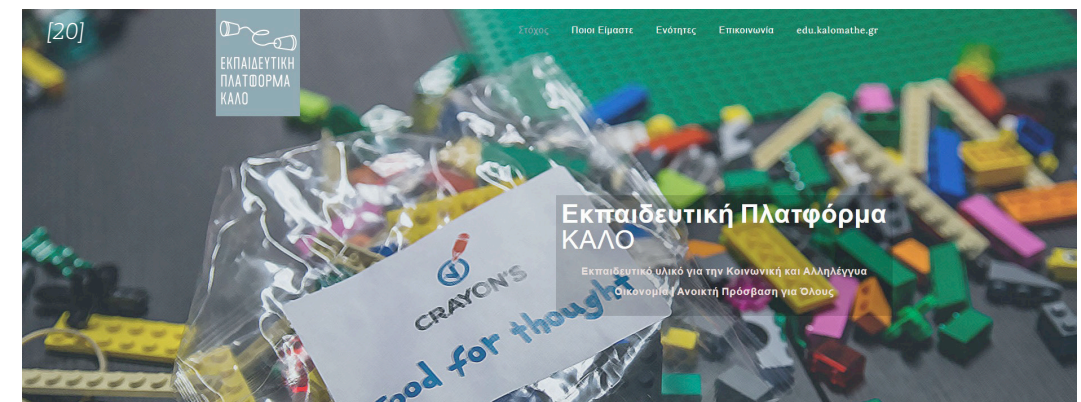 [20]
ΕΚΠΑΙΔΕΥΤΙΚΗ
ΠΛΑΤΦΟΡΜΑ
ΚΑΛΟ
Στόχος Ποιοι Είμαστε Ενότητες Επικοινωνία edu.kalomathe.gr
Εκπαιδευτική Πλατφόρμα
ΚΑΛΟ
Εκπαιδευτικό υλικό για την Κοινωνική και Αλληλέγγυα
Οικονομία | Ανοικτή Πρόσβαση για Όλους
CRAYON'S
food for thought